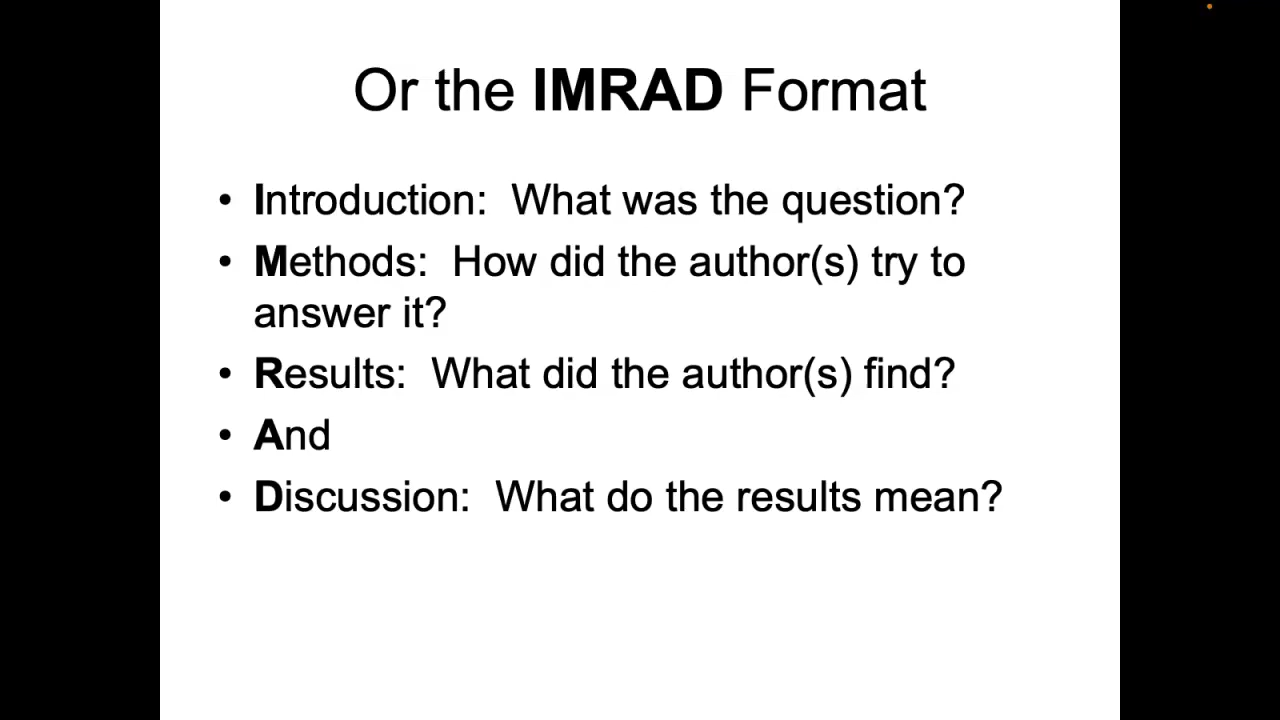 Or the IMRAD Format
• Introduction:  What was the question?
• Methods:  How did the author(s) try to
answer it?
• Results:  What did the author(s) find?
• And
• Discussion:  What do the results mean?